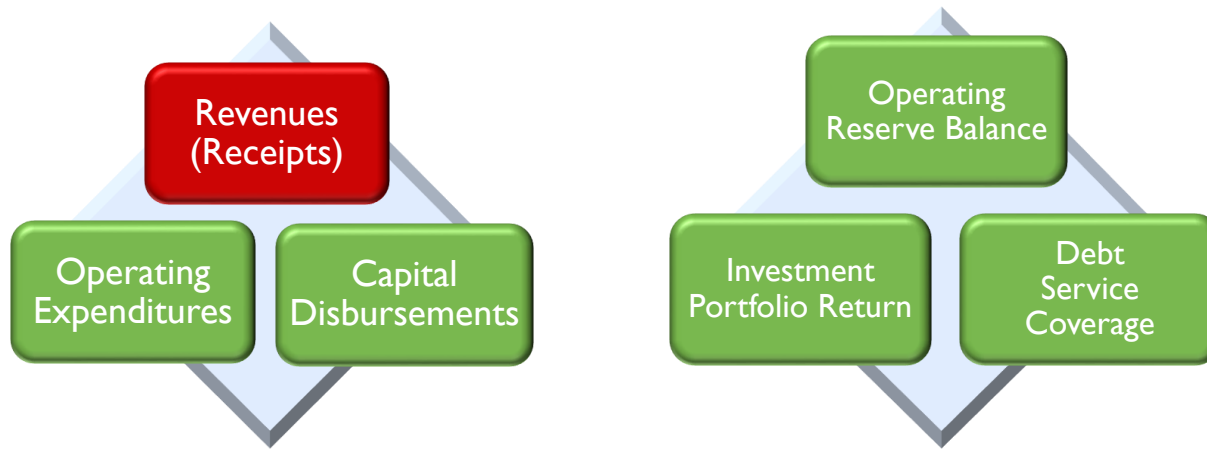 Revenues
(Receipts)
Operating
Expenditures
Capital
Disbursements
Operating
Reserve Balance
Investment
Portfolio Return
Debt
Service
Coverage